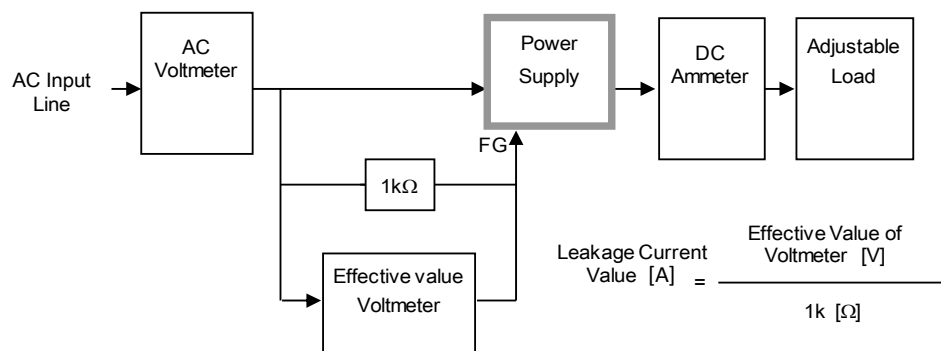 AC Input
Line
AC
Voltmeter
Power
Supply
DC
Ammeter
Adjustable
Load
FG
1kΩ
Effective value
Voltmeter
Leakage Current
Value [A]
=
Effective Value of
Voltmeter [V]
1k [Ω]